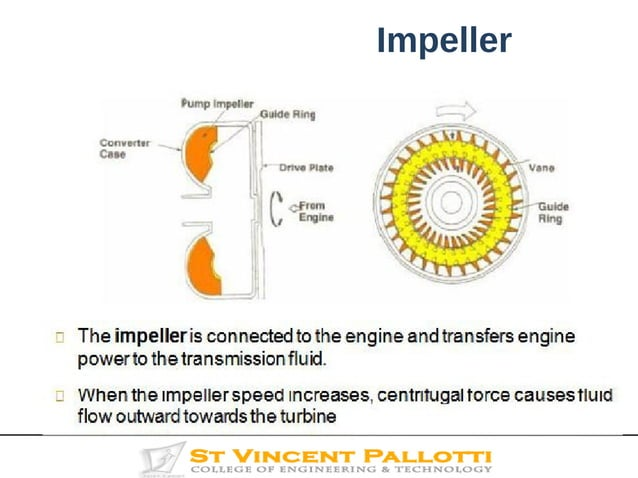 Impeller
Pump Impeller
Guide Ring
Converter
Case
Drive Plate
From
Engine
Vane
Guide
Ring
The impeller is connected to the engine and transfers engine
power to the transmission fluid.
When the impeller speed increases, centrifugal force causes fluid
flow outward towards the turbine
ST VINCENT PALLOTTI
COLLEGE OF ENGINEERING & TECHNOLOGY